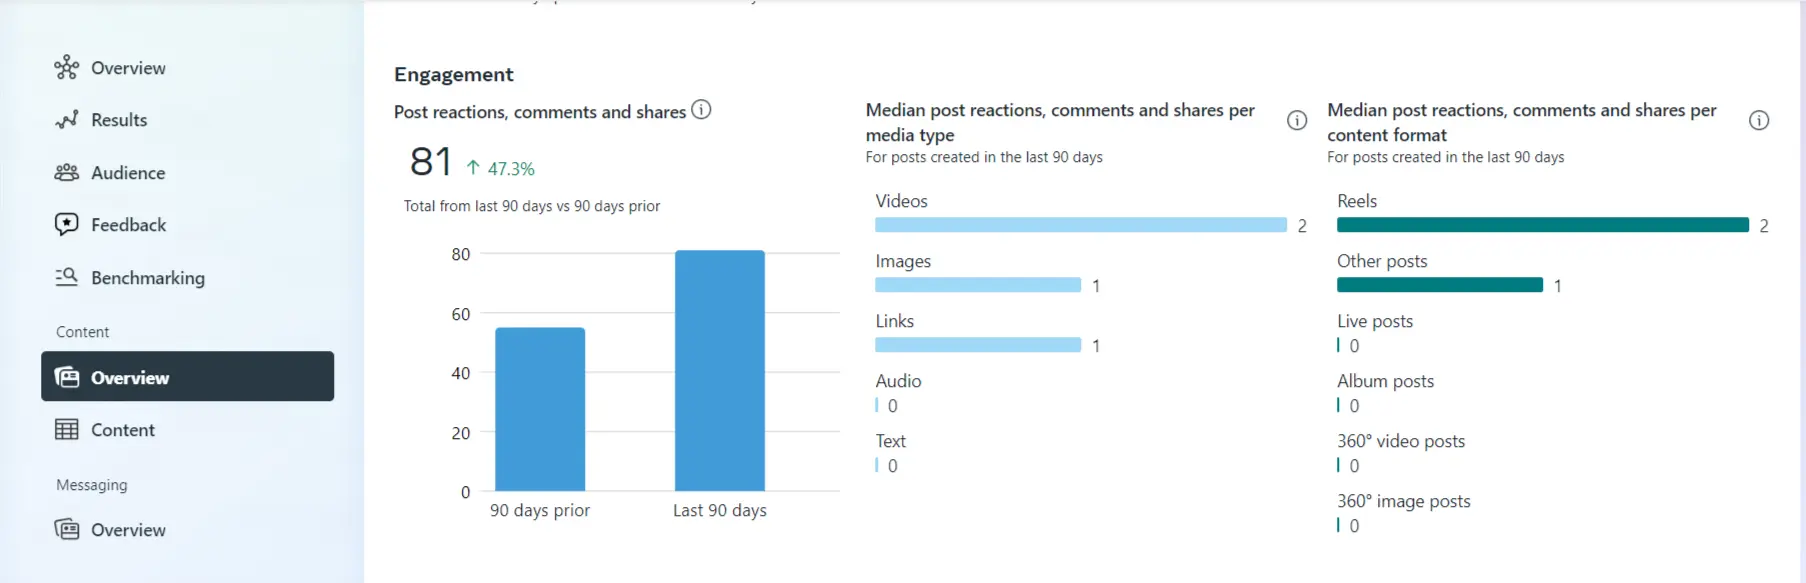 Overview
Results
Audience
Feedback
Benchmarking
Content
Overview
Content
Messaging
Overview
Engagement
Post reactions, comments and shares
81 ↑ 47.3%
Total from last 90 days vs 90 days prior
80
60
40
20
0
90 days prior
Last 90 days
Median post reactions, comments and shares per
media type
For posts created in the last 90 days
Videos
2
Images
1
Links
1
Audio
0
Text
0
Median post reactions, comments and shares per
content format
For posts created in the last 90 days
Reels
2
Other posts
1
Live posts
0
Album posts
0
360° video posts
0
360° image posts
0